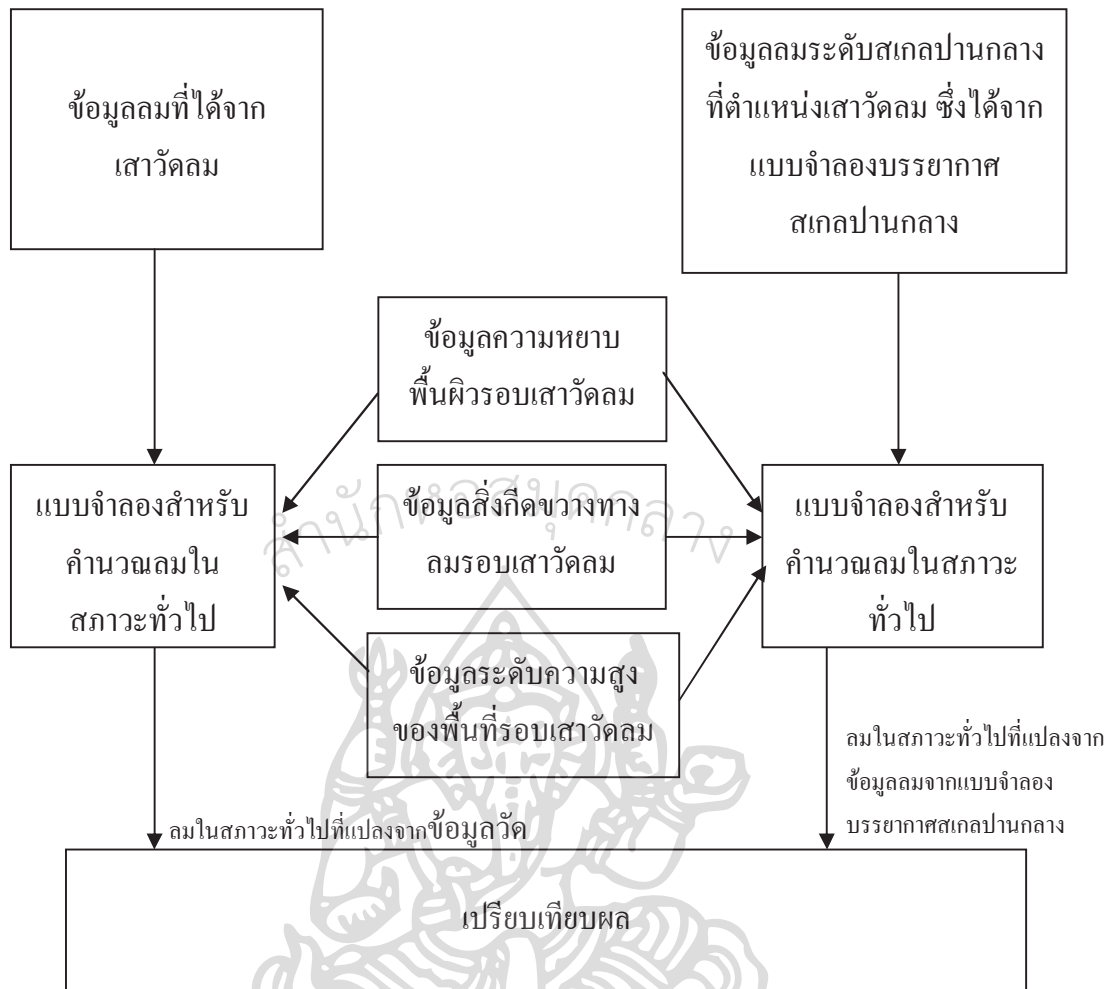 ข้อมูลลมที่ได้จาก
เสาวัดลม
ข้อมูลลมระดับสเกลปานกลาง
ที่ตำแหน่งเสาวัดลม ซึ่งได้จาก
แบบจำลองบรรยากาศ
สเกลปานกลาง
ข้อมูลความหยาบ
พื้นผิวรอบเสาวัดลม
แบบจำลองสำหรับ
คำนวณลมใน
สภาวะทั่วไป
ข้อมูลสิ่งกีดขวางทาง
ลมรอบเสาวัดลม
แบบจำลองสำหรับ
คำนวณลมในสภาวะ
ทั่วไป
สำนักหอสมุดกลาง
ข้อมูลระดับความสูง
ของพื้นที่รอบเสาวัดลม
ลมในสภาวะทั่วไปที่แปลงจาก
ข้อมูลลมจากแบบจำลอง
บรรยากาศสเกลปานกลาง
ลมในสภาวะทั่วไปที่แปลงจากข้อมูลวัด
เปรียบเทียบผล